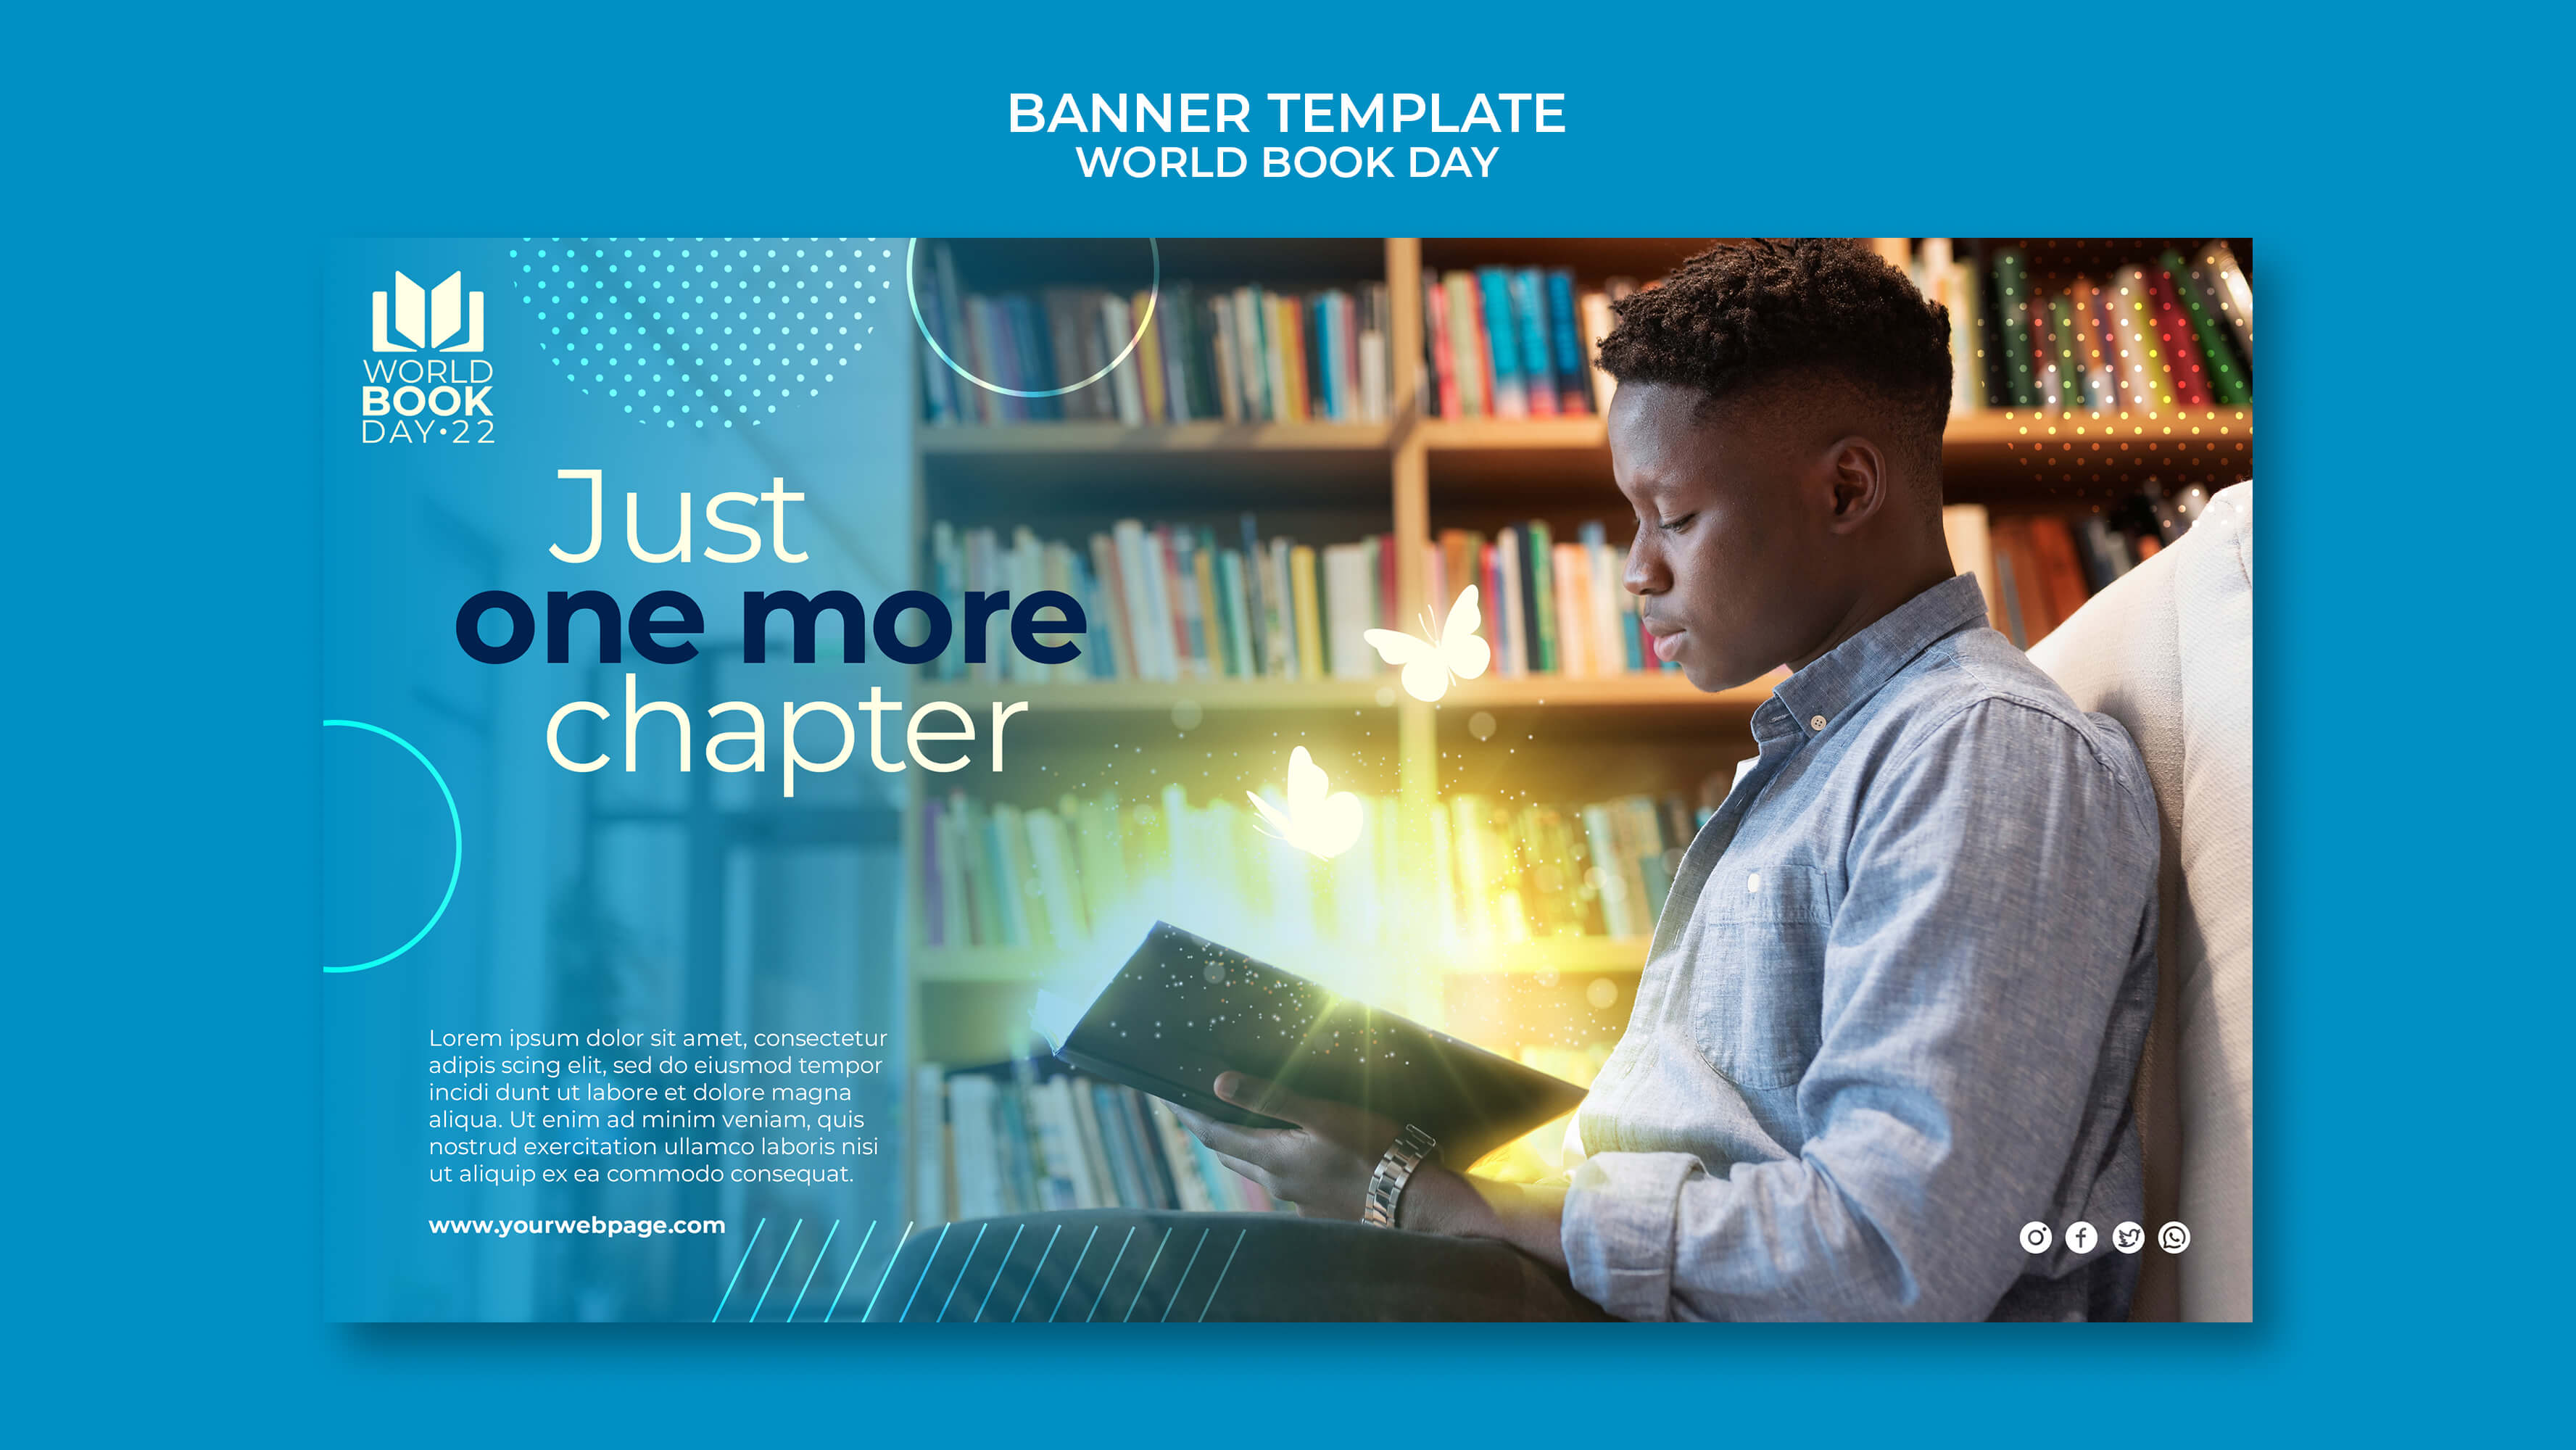 BANNER TEMPLATE
WORLD BOOK DAY
WORLD
BOOK
DAY•22
Just
one more
chapter
Lorem ipsum dolor sit amet, consectetur
adipis scing elit, sed do eiusmod tempor
incidi dunt ut labore et dolore magna
aliqua. Ut enim ad minim veniam, quis
nostrud exercitation ullamco laboris nisi
ut aliquip ex ea commodo consequat.
www.yourwebpage.com